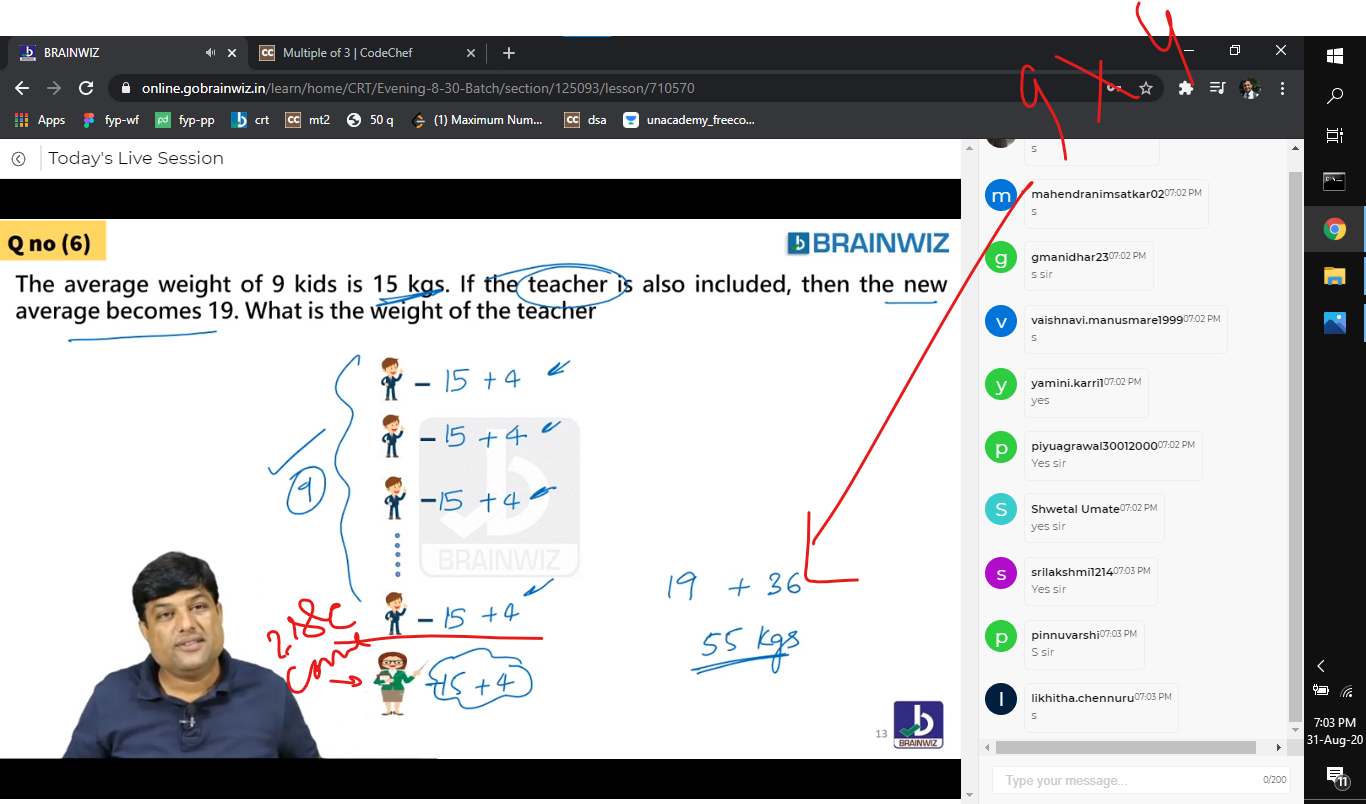 9 × 4
BRAINWIZ
Multiple of 3 | CodeChef
online.gobrainwiz.in/learn/home/CRT/Evening-8-30-Batch/section/125093/lesson/710570
Apps fyp-wf fyp-pp crt mt2 50 q (1) Maximum Num... dsa unacademy_freeco...
Today's Live Session
Q no (6)
BRAINWIZ
The average weight of 9 kids is 15 kgs. If the teacher is also included, then the new
average becomes 19. What is the weight of the teacher
– 15 + 4
– 15 + 4
– 15 + 4
9
BRAINWIZ
– 15 + 4
15 + 4
19 + 36
55 kgs
13
BRAINWIZ
s
m
mahendranimsatkar02 07:02 PM
s
g
gmanidhar23 07:02 PM
s sir
v
vaishnavi.manusmare1999 07:02 PM
s
y
yamini.karri1 07:02 PM
yes
p
piyuagrawal30012000 07:02 PM
Yes sir
S
Shwetal Umate 07:02 PM
yes sir
s
srilakshmi1214 07:03 PM
Yes sir
p
pinnuvarshi 07:03 PM
S sir
l
likhitha.chennuru 07:03 PM
s
Type your message...
0/200
7:03 PM
31-Aug-20
11